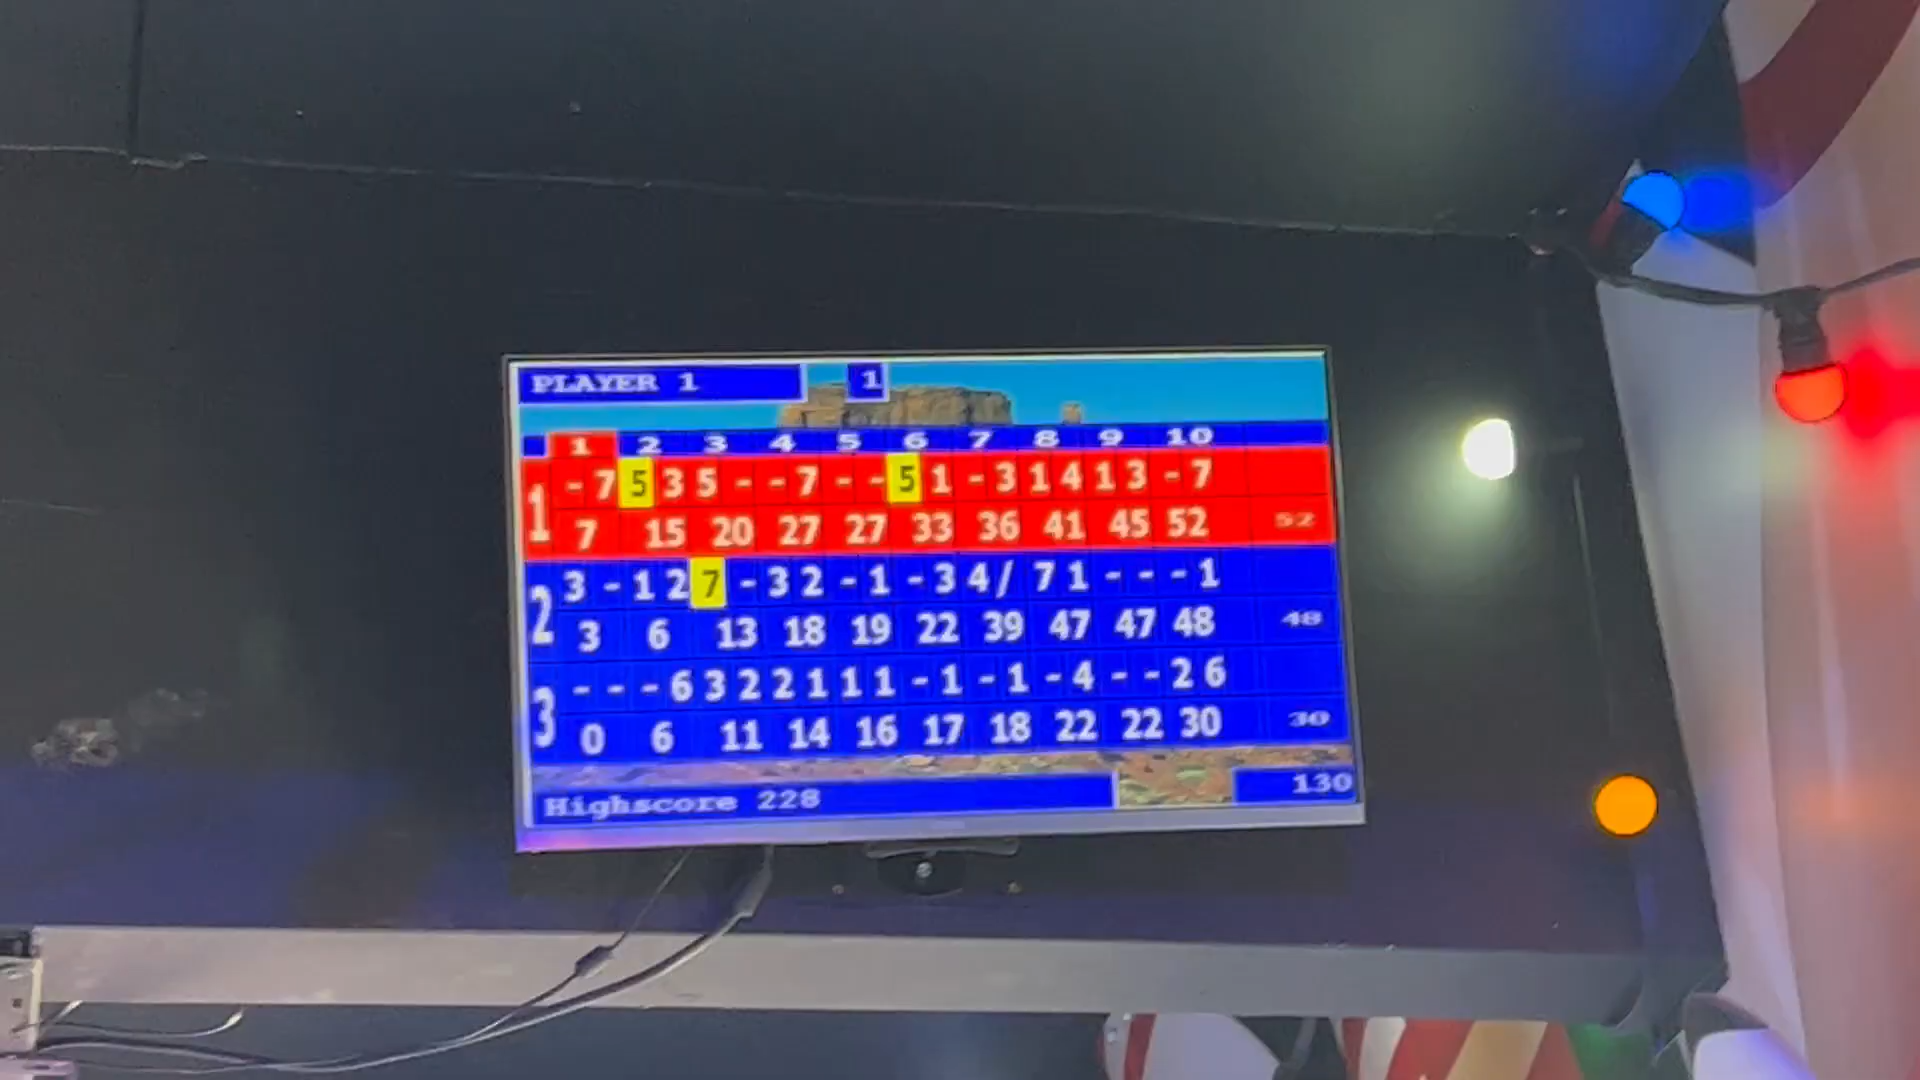 PLAYER 1 1
1 2 3 4 5 6 7 8 9 10
1 - 7 5 3 5 - - 7 - - 5 1 - 3 1 4 1 3 - 7
7 15 20 27 27 33 36 41 45 52 52
2 3 - 1 2 7 - 3 2 - 1 - 3 4 / 7 1 - - - 1
3 6 13 18 19 22 39 47 47 48 48
3 - - - 6 3 2 2 1 1 1 - 1 - 1 - 4 - - 2 6
0 6 11 14 16 17 18 22 22 30 30
Highscore 228 130